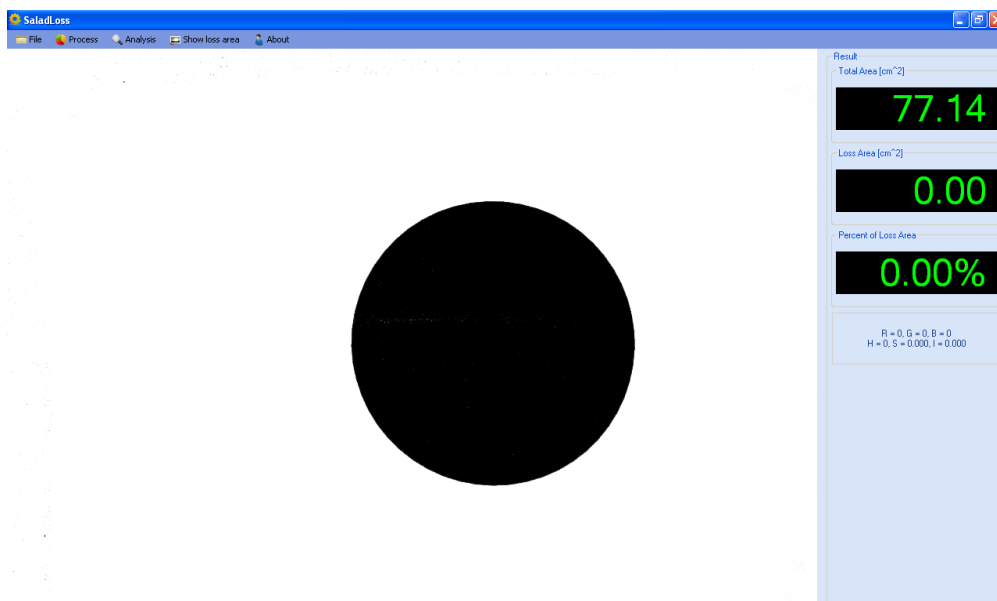 SaladLoss
File Process Analysis Show loss area About
Result
Total Area [cm^2]
77.14
Loss Area [cm^2]
0.00
Percent of Loss Area
0.00%
R = 0, G = 0, B = 0
H = 0, S = 0.000, I = 0.000